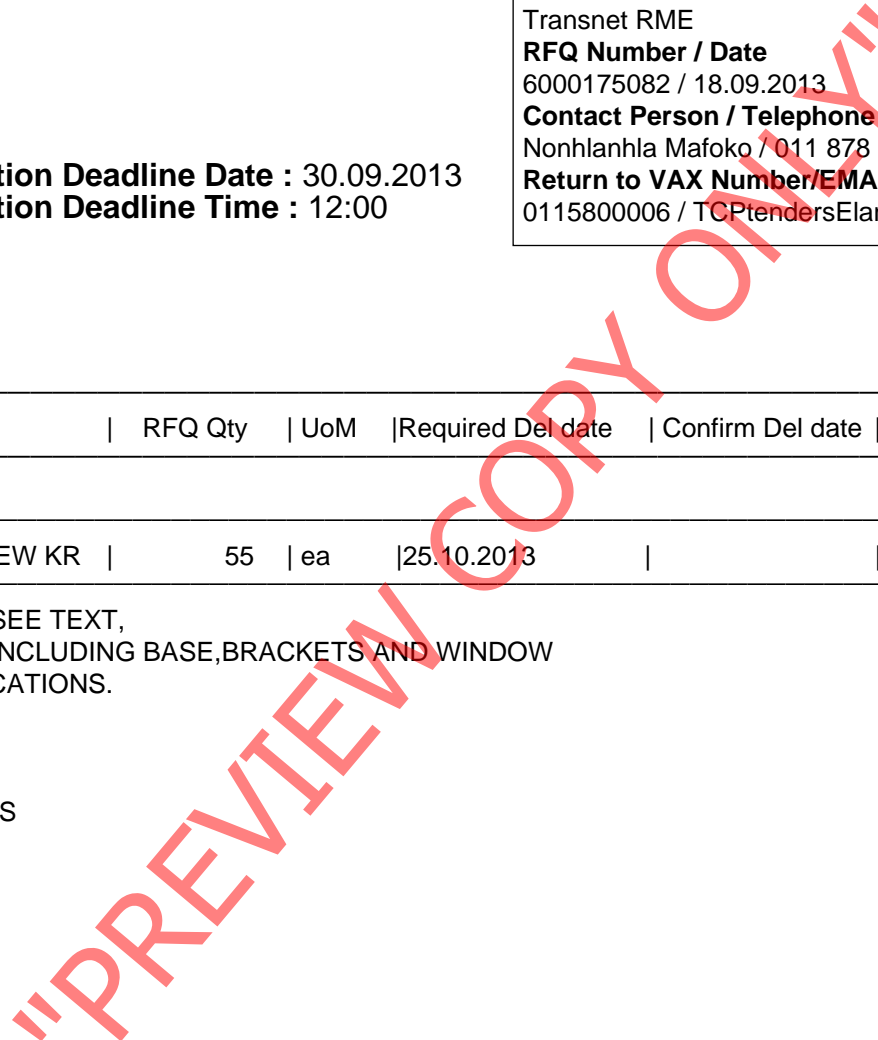 Transnet RME
RFQ Number / Date
6000175082 / 18.09.2013
Contact Person / Telephone
Nonhlanhla Mafoko / 011 878
tion Deadline Date : 30.09.2013
Return to VAX Number/EMA
tion Deadline Time : 12:00
0115800006 / TCPtendersElan
| RFQ Qty | UoM |Required Del date | Confirm Del date |
EW KR | 55 | ea |25.10.2013 | |
SEE TEXT,
NCLUDING BASE,BRACKETS AND WINDOW
CATIONS.
S
"PREVIEW COPY ONLY"